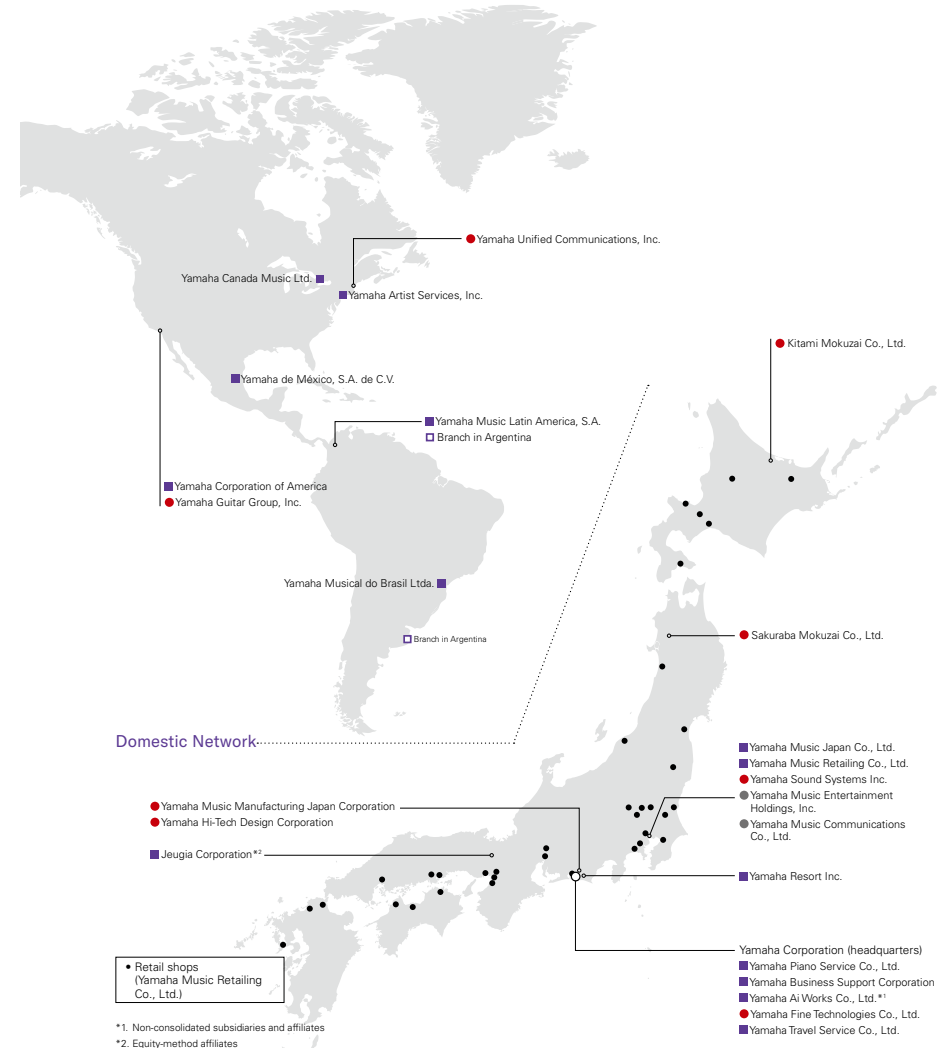 Yamaha Unified Communications, Inc.
Yamaha Canada Music Ltd.
Yamaha Artist Services, Inc.
Kitami Mokuzai Co., Ltd.
Yamaha de México, S.A. de C.V.
Yamaha Music Latin America, S.A.
Branch in Argentina
Yamaha Corporation of America
Yamaha Guitar Group, Inc.
Yamaha Musical do Brasil Ltda.
Branch in Argentina
Sakuraba Mokuzai Co., Ltd.
Domestic Network
Yamaha Music Japan Co., Ltd.
Yamaha Music Retailing Co., Ltd.
Yamaha Sound Systems Inc.
Yamaha Music Entertainment
Holdings, Inc.
Yamaha Music Communications
Co., Ltd.
Yamaha Music Manufacturing Japan Corporation
Yamaha Hi-Tech Design Corporation
Jeugia Corporation*2
Yamaha Resort Inc.
Yamaha Corporation (headquarters)
Yamaha Piano Service Co., Ltd.
Yamaha Business Support Corporation
Yamaha Ai Works Co., Ltd.*1
Yamaha Fine Technologies Co., Ltd.
Yamaha Travel Service Co., Ltd.
• Retail shops
(Yamaha Music Retailing
Co., Ltd.)
*1. Non-consolidated subsidiaries and affiliates
*2. Equity-method affiliates